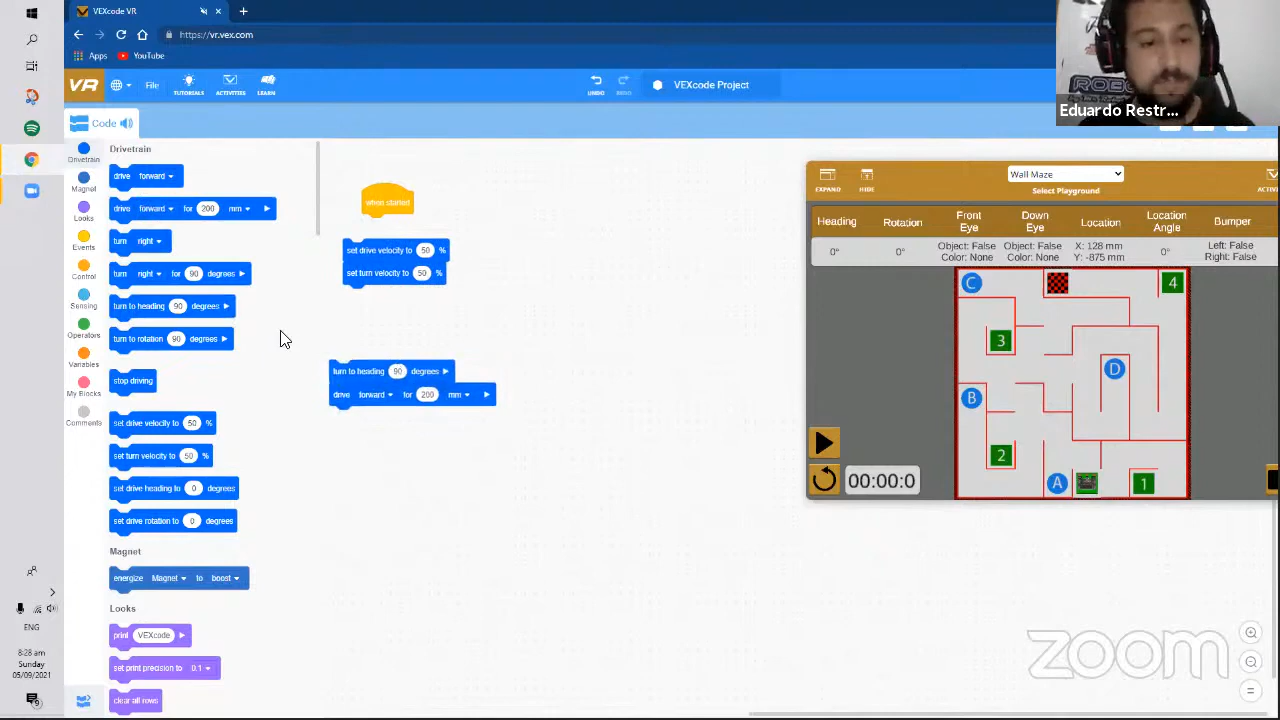 VEXcode VR
https://vr.vex.com
Apps YouTube
VR File TUTORIALS ACTIVITIES LEARN UNDO REDO VEXcode Project
Eduardo Restr...
Code
Drivetrain
Magnet
Looks
Events
Control
Sensing
Operators
Variables
My Blocks
Comments
Drivetrain
drive forward
drive forward for 200 mm
turn right
turn right for 90 degrees
turn to heading 90 degrees
turn to rotation 90 degrees
stop driving
set drive velocity to 50 %
set turn velocity to 50 %
set drive heading to 0 degrees
set drive rotation to 0 degrees
Magnet
energize Magnet to boost
Looks
print VEXcode
set print precision to 0.1
clear all rows
when started
set drive velocity to 50 %
set turn velocity to 50 %
turn to heading 90 degrees
drive forward for 200 mm
EXPAND HIDE Wall Maze
Select Playground
Heading Rotation Front Eye Down Eye Location Location Angle Bumper
0° 0° Object: False Color: None Object: False Color: None X: 128 mm Y: -875 mm 0° Left: False Right: False
C 4
3
D
B
2
A 1
00:00:0
zoom
ENG
8:28 am
Sunday
05/09/2021
9